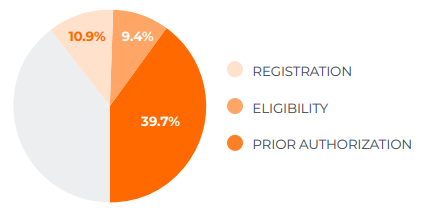 10.9%
9.4%
39.7%
REGISTRATION
ELIGIBILITY
PRIOR AUTHORIZATION